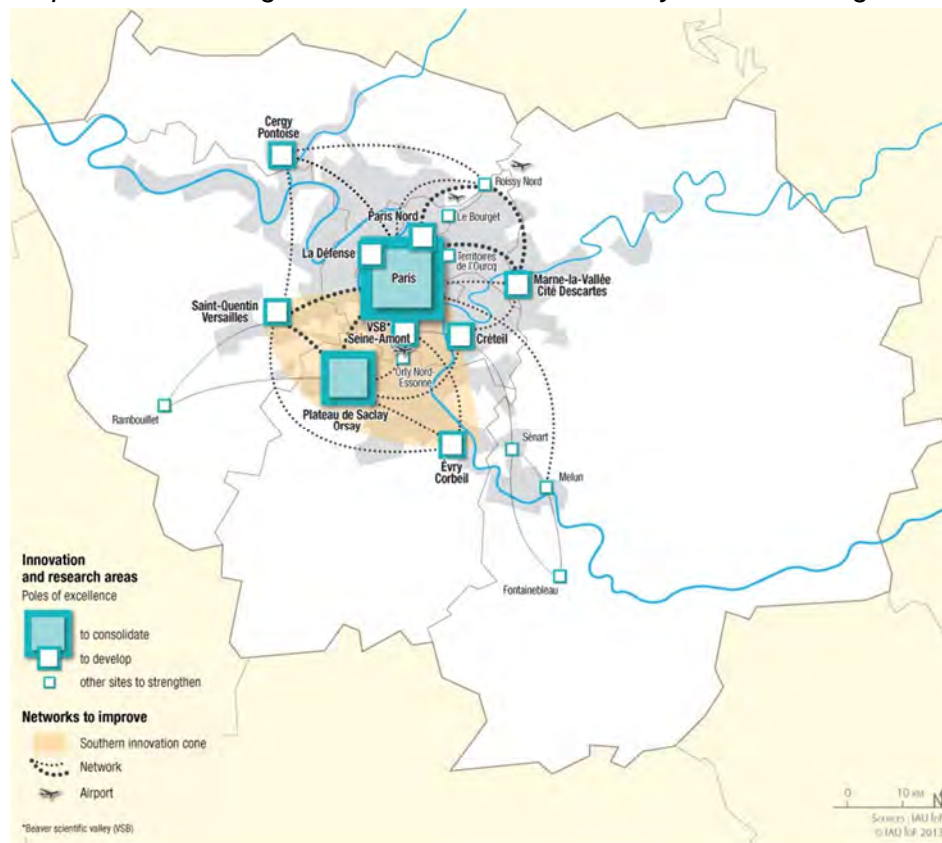 Cergy
Pontoise
Roissy Nord
Paris Nord
Le Bourget
La Défense
Territoires
de l'Ourcq
Paris
Marne-la-Vallée
Cité Descartes
Saint-Quentin
Versailles
VSB*
Seine-Amont
Créteil
Orly Nord-
Essonne
Rambouillet
Plateau de Saclay
Orsay
Sénart
Évry
Corbeil
Melun
Fontainebleau
Innovation
and research areas
Poles of excellence
to consolidate
to develop
other sites to strengthen
Networks to improve
Southern innovation cone
Network
Airport
*Beaver scientific valley (VSB)
0 10 KM N
Sources : IAU îdF
© IAU îdF 2013